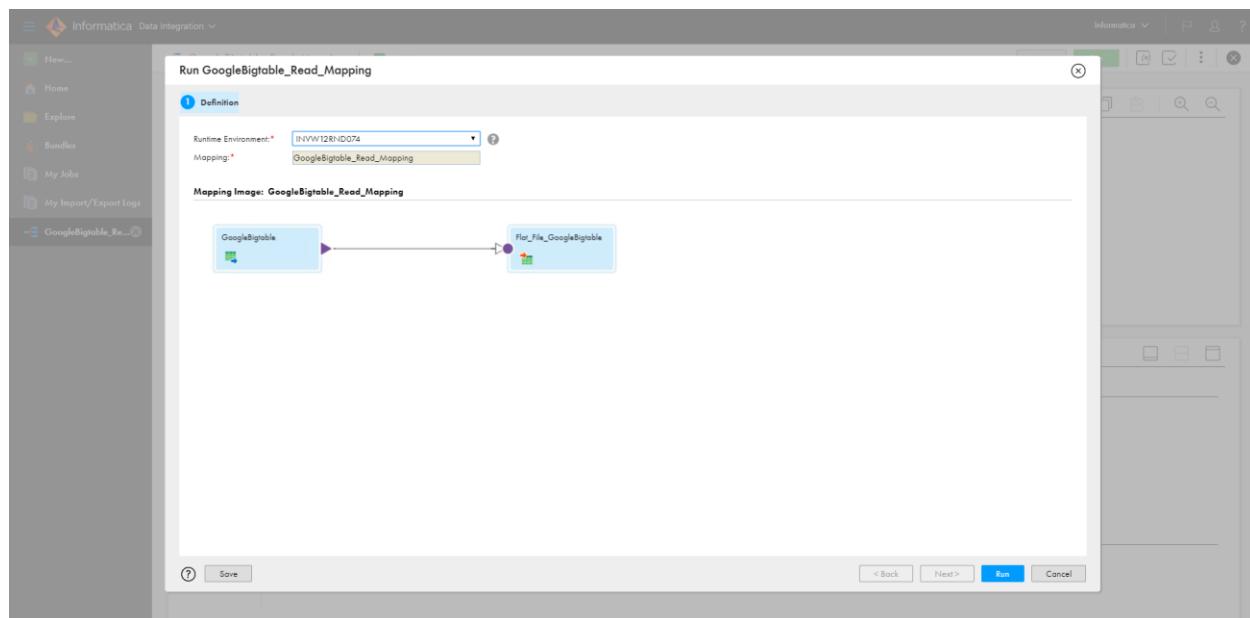 Informatica Data Integration
Informatica
?
New...
Home
Explore
Bundles
My Jobs
My Import/Export Logs
GoogleBigtable_Re...
Run GoogleBigtable_Read_Mapping
1 Definition
Runtime Environment:* INVW12RND074 ?
Mapping:* GoogleBigtable_Read_Mapping
Mapping Image: GoogleBigtable_Read_Mapping
GoogleBigtable
Flat_File_GoogleBigtable
? Save < Back Next > Run Cancel